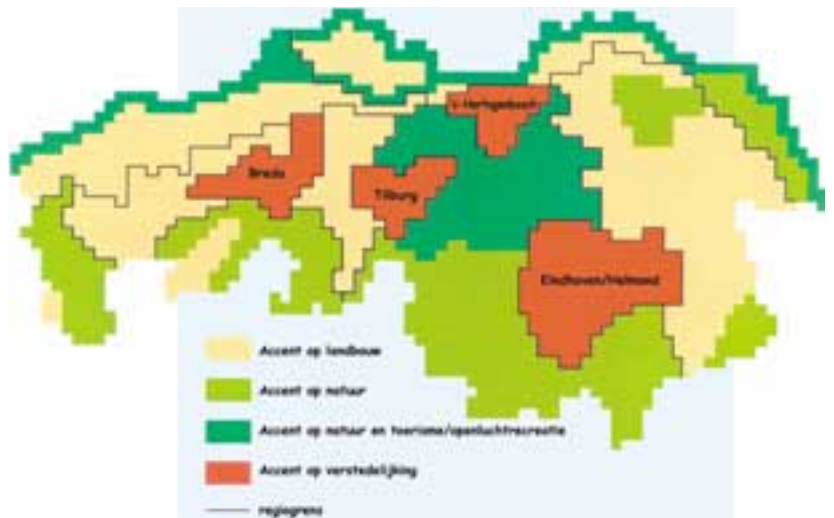 's-Hertogenbosch
Breda
Tilburg
Eindhoven/Helmond
Accent op landbouw
Accent op natuur
Accent op natuur en toerisme/openluchtrecreatie
Accent op verstedelijking
regiogrens